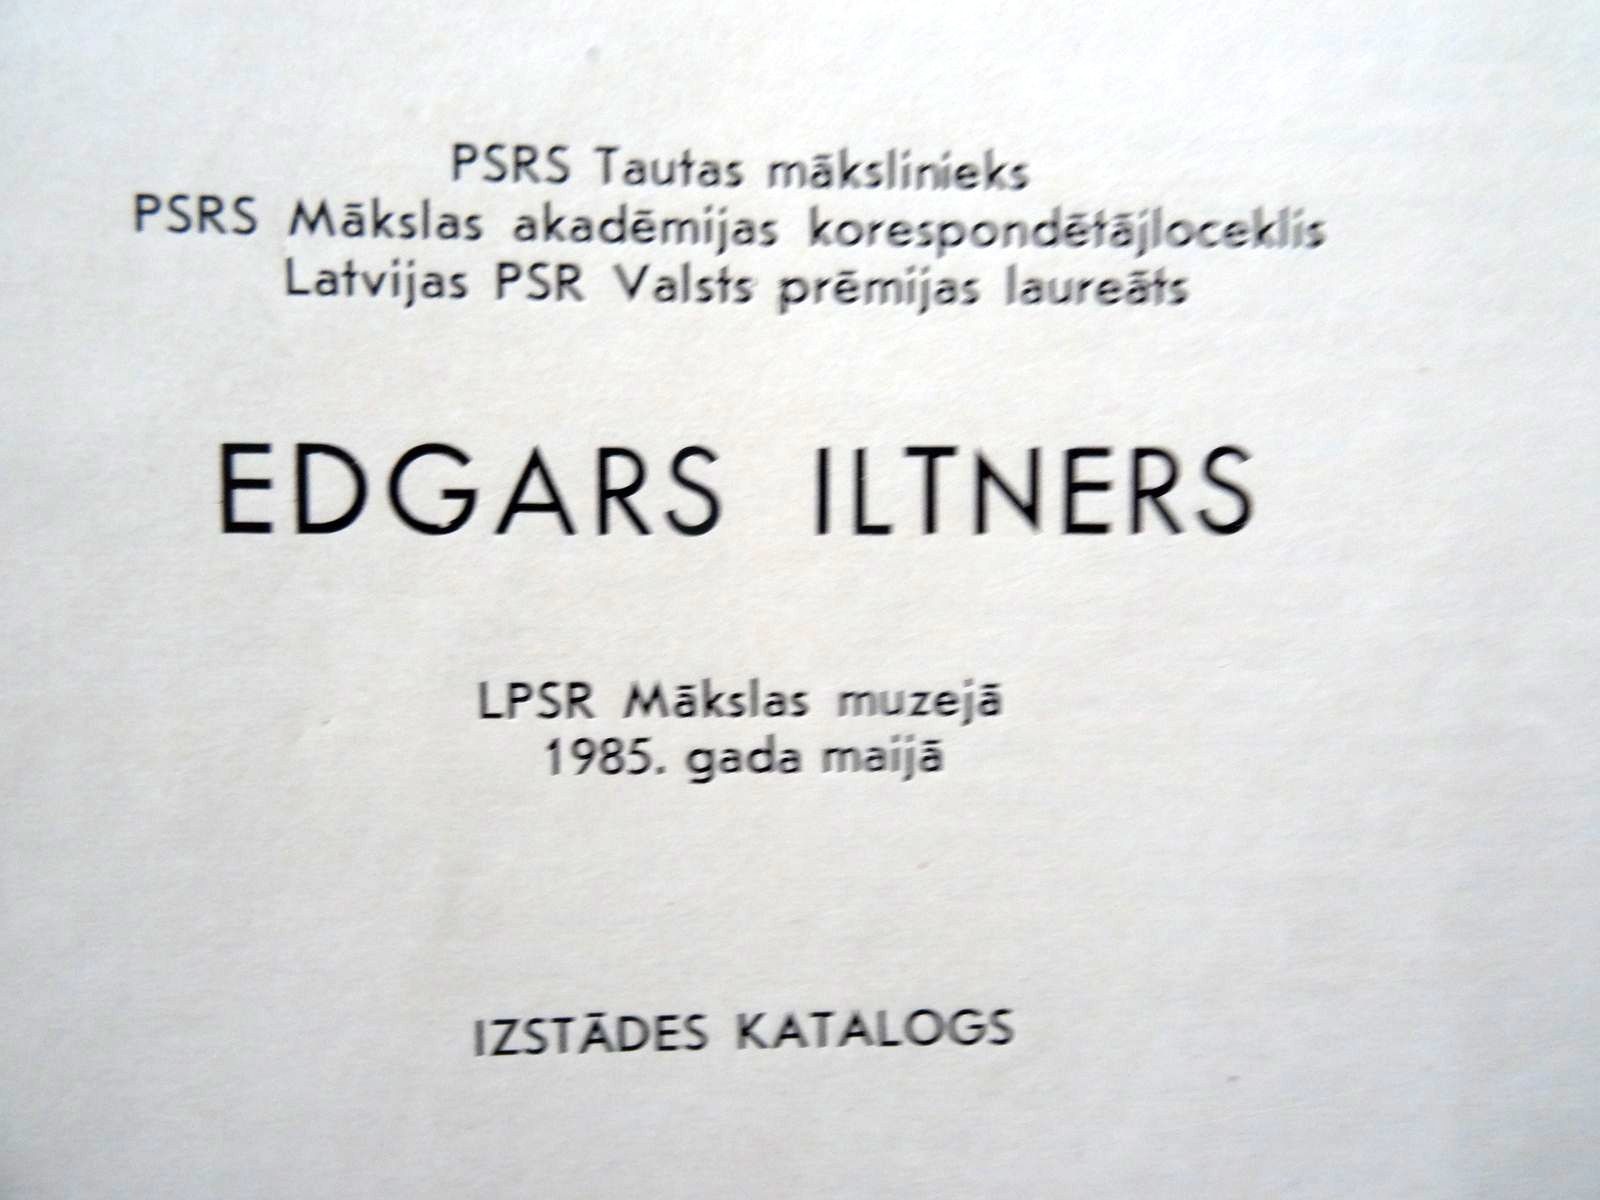 PSRS Tautas mākslinieks
PSRS Mākslas akadēmijas korespondētājloceklis
Latvijas PSR Valsts prēmijas laureāts
EDGARS ILTNERS
LPSR Mākslas muzejā
1985. gada maijā
IZSTĀDES KATALOGS